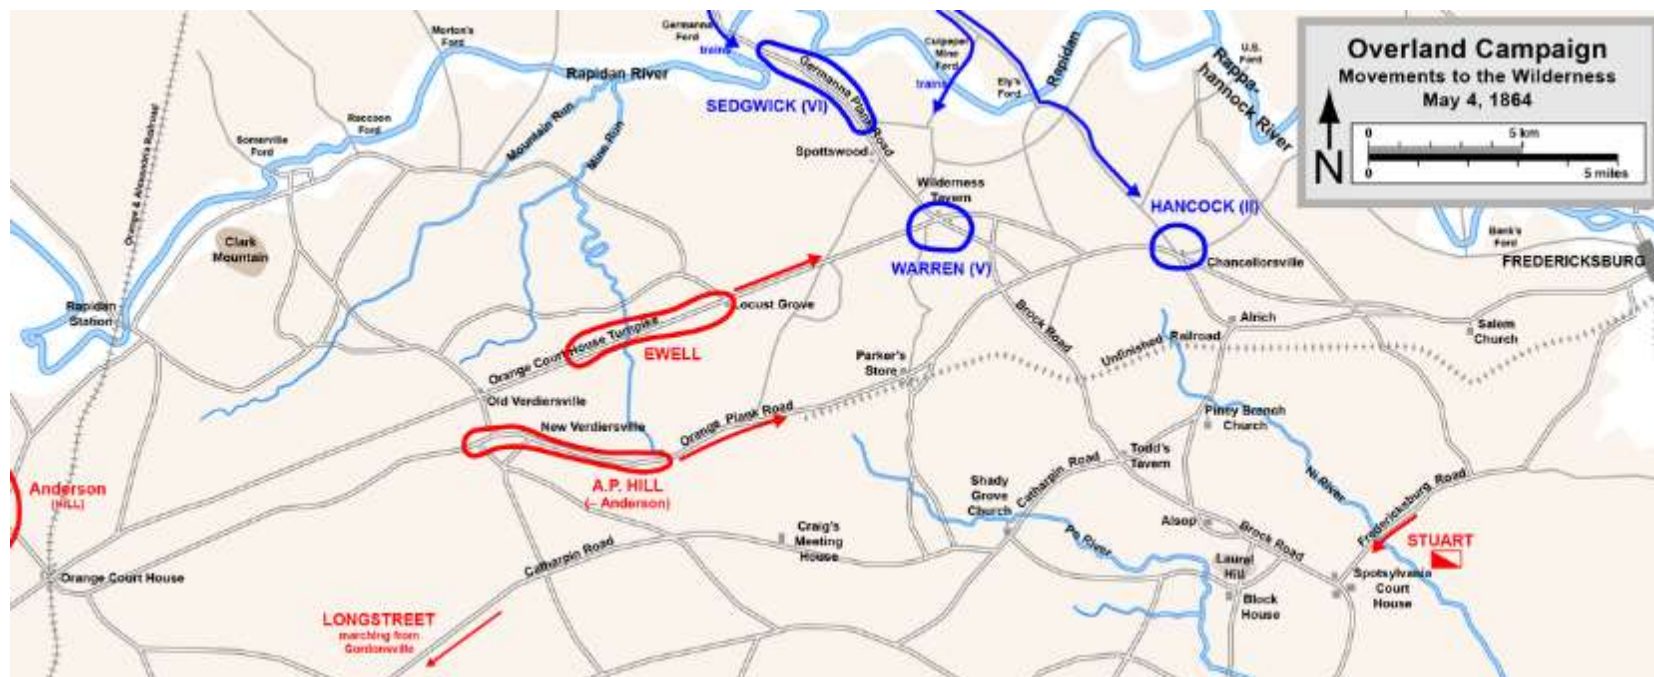 Overland Campaign
Movements to the Wilderness
May 4, 1864
0
5 km
N
0
5 miles
Germanna
Ford
trains
Morton's
Ford
Rapidan River
Germanna Plank Road
SEDGWICK (VI)
Culpeper
Mine
Ford
trains
Ely's
Ford
Rapidan
U.S.
Ford
Rappa-
hannock River
Orange & Alexandria Railroad
Raccoon
Ford
Somerville
Ford
Mountain Run
Mine Run
Spottswood
Wilderness
Tavern
HANCOCK (II)
Bank's
Ford
FREDERICKSBURG
Clark
Mountain
WARREN (V)
Chancellorsville
Rapidan
Station
Locust Grove
Orange Court House Turnpike
EWELL
Brock Road
Alrich
Unfinished Railroad
Salem
Church
Parker's
Store
Old Verdiersville
New Verdiersville
Orange Plank Road
Piney Branch
Church
A.P. HILL
(– Anderson)
Anderson
(HILL)
Todd's
Tavern
Catharpin Road
Shady
Grove
Church
Ni River
Fredericksburg Road
Craig's
Meeting
House
Alsop
Brock Road
STUART
Po River
Catharpin Road
Laurel
Hill
Block
House
Spotsylvania
Court
House
Orange Court House
LONGSTREET
marching from
Gordonsville